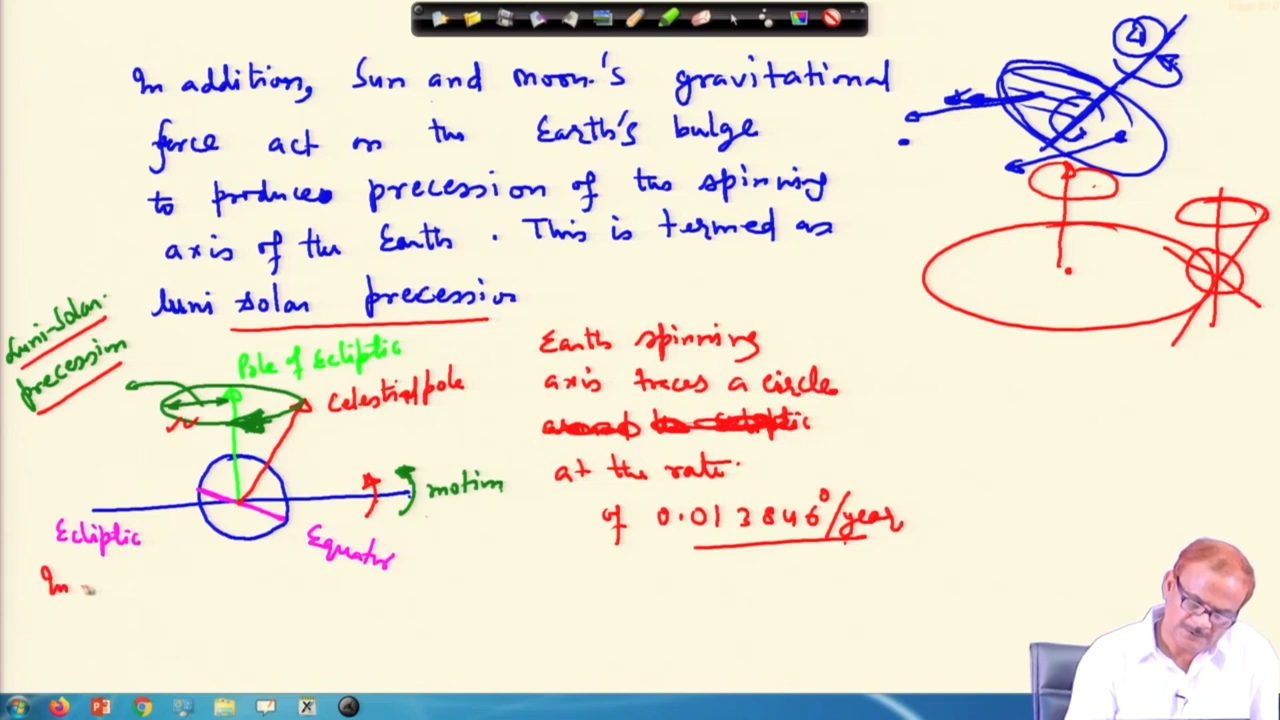 In addition, Sun and Moon's gravitational
force act on the Earth's bulge
to produce precession of the spinning
axis of the Earth. This is termed as
luni solar precession
Luni-Solar
precession
Pole of Ecliptic
Celestial pole
Earth spinning
axis traces a circle
at the rate
of 0.013846°/year
motion
Ecliptic
Equator
In